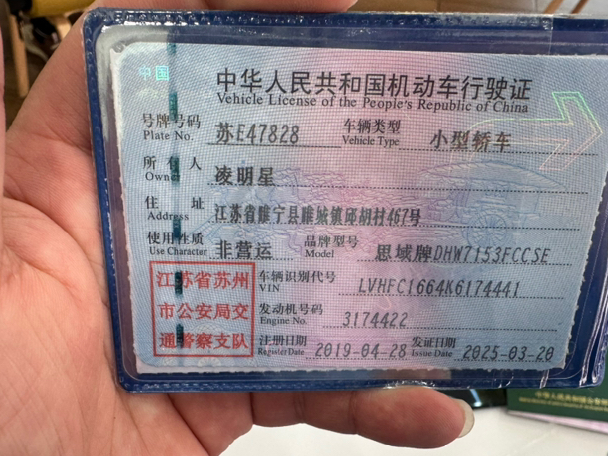 中国
中华人民共和国机动车行驶证
Vehicle License of the People's Republic of China
号牌号码 苏E47828 车辆类型 小型轿车
Plate No. Vehicle Type
所有人 凌明星
Owner
住址 江苏省睢宁县睢城镇邱胡村467号
Address
使用性质 非营运 品牌型号 思域牌DHW7153FCCSE
Use Character Model
江苏省苏州
市公安局交
通警察支队
车辆识别代号 LVHFC1664K6174441
VIN
发动机号码 3174422
Engine No.
注册日期 2019-04-28 发证日期 2025-03-20
Register Date Issue Date